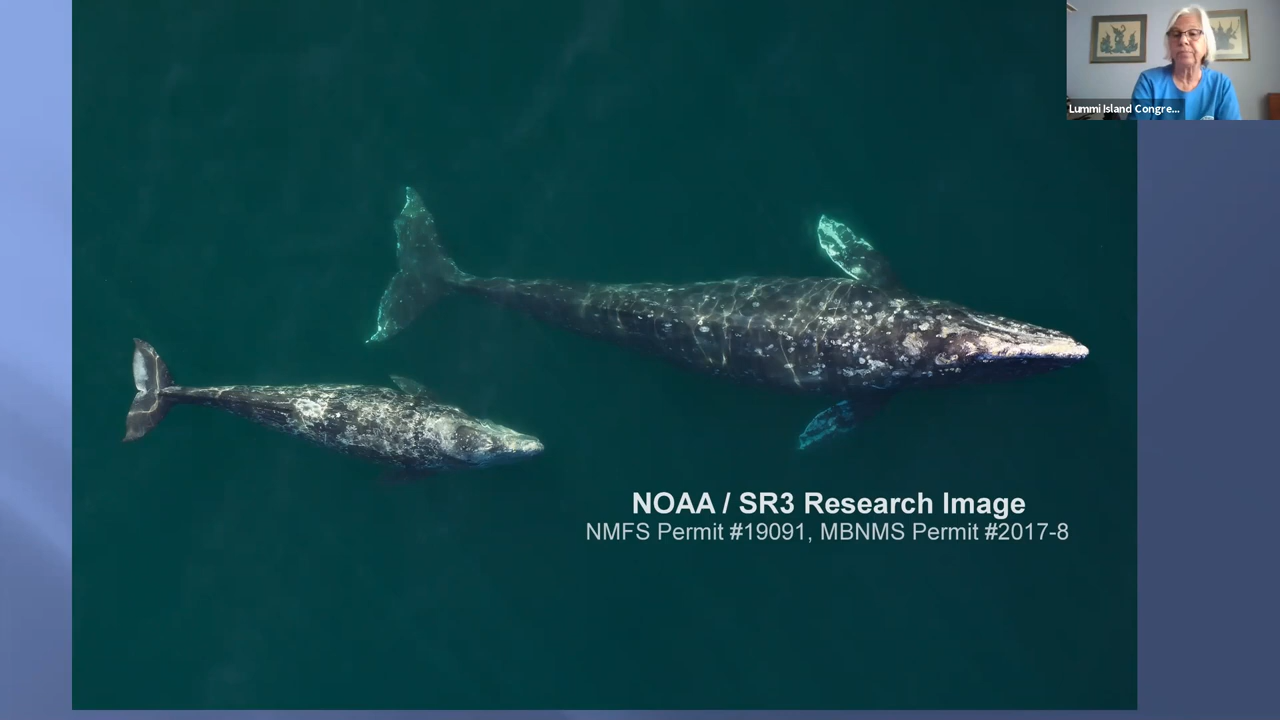 Lummi Island Congre...
NOAA / SR3 Research Image
NMFS Permit #19091, MBNMS Permit #2017-8